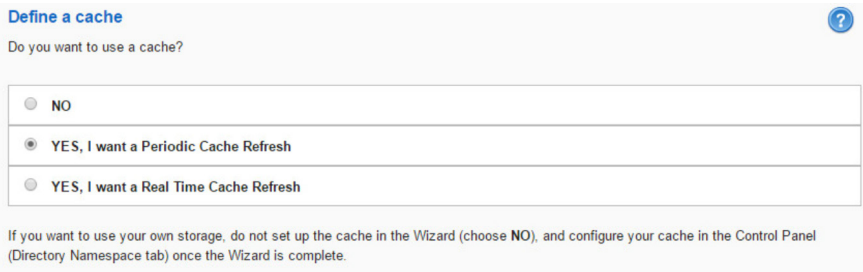 Define a cache
?
Do you want to use a cache?
NO
YES, I want a Periodic Cache Refresh
YES, I want a Real Time Cache Refresh
If you want to use your own storage, do not set up the cache in the Wizard (choose NO), and configure your cache in the Control Panel
(Directory Namespace tab) once the Wizard is complete.